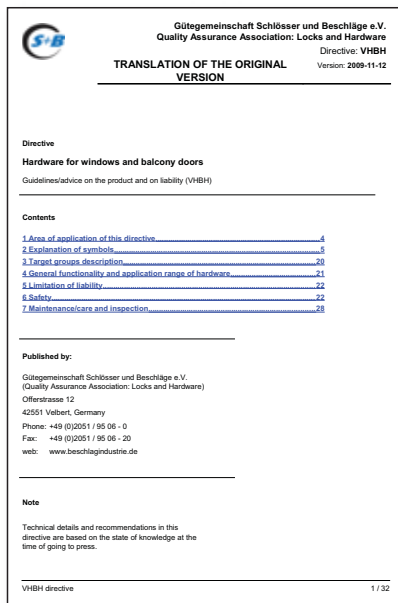 S+B
Gütegemeinschaft Schlösser und Beschläge e.V.
Quality Assurance Association: Locks and Hardware
Directive: VHBH
TRANSLATION OF THE ORIGINAL
VERSION
Version: 2009-11-12
Directive
Hardware for windows and balcony doors
Guidelines/advice on the product and on liability (VHBH)
Contents
1 Area of application of this directive 4
2 Explanation of symbols 5
3 Target groups description 20
4 General functionality and application range of hardware 21
5 Limitation of liability 22
6 Safety 22
7 Maintenance/care and inspection 28
Published by:
Gütegemeinschaft Schlösser und Beschläge e.V.
(Quality Assurance Association: Locks and Hardware)
Offerstrasse 12
42551 Velbert, Germany
Phone: +49 (0)2051 / 95 06 - 0
Fax: +49 (0)2051 / 95 06 - 20
web: www.beschlagindustrie.de
Note
Technical details and recommendations in this
directive are based on the state of knowledge at the
time of going to press.
VHBH directive 1 / 32